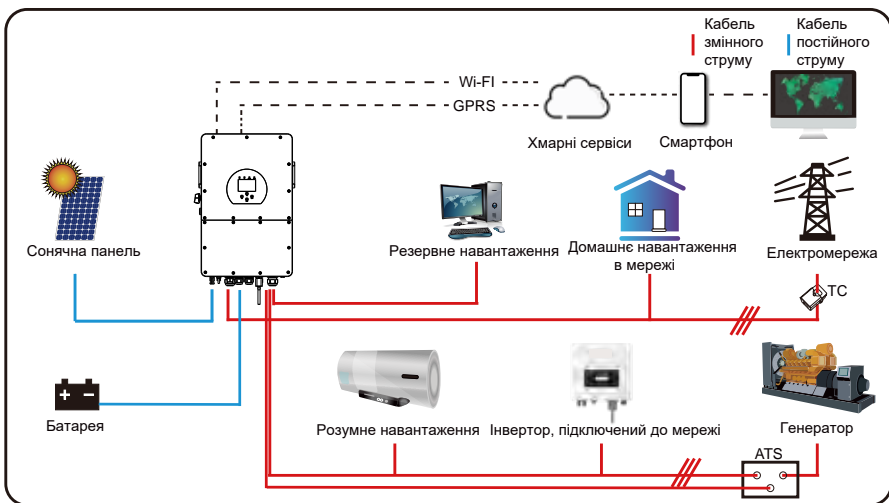 Кабель
змінного
струму
Кабель
постійного
струму
Wi-FI
GPRS
Хмарні сервіси
Смартфон
Сонячна панель
Резервне навантаження
Домашнє навантаження
в мережі
Електромережа
TC
Батарея
Розумне навантаження
Інвертор, підключений до мережі
Генератор
ATS